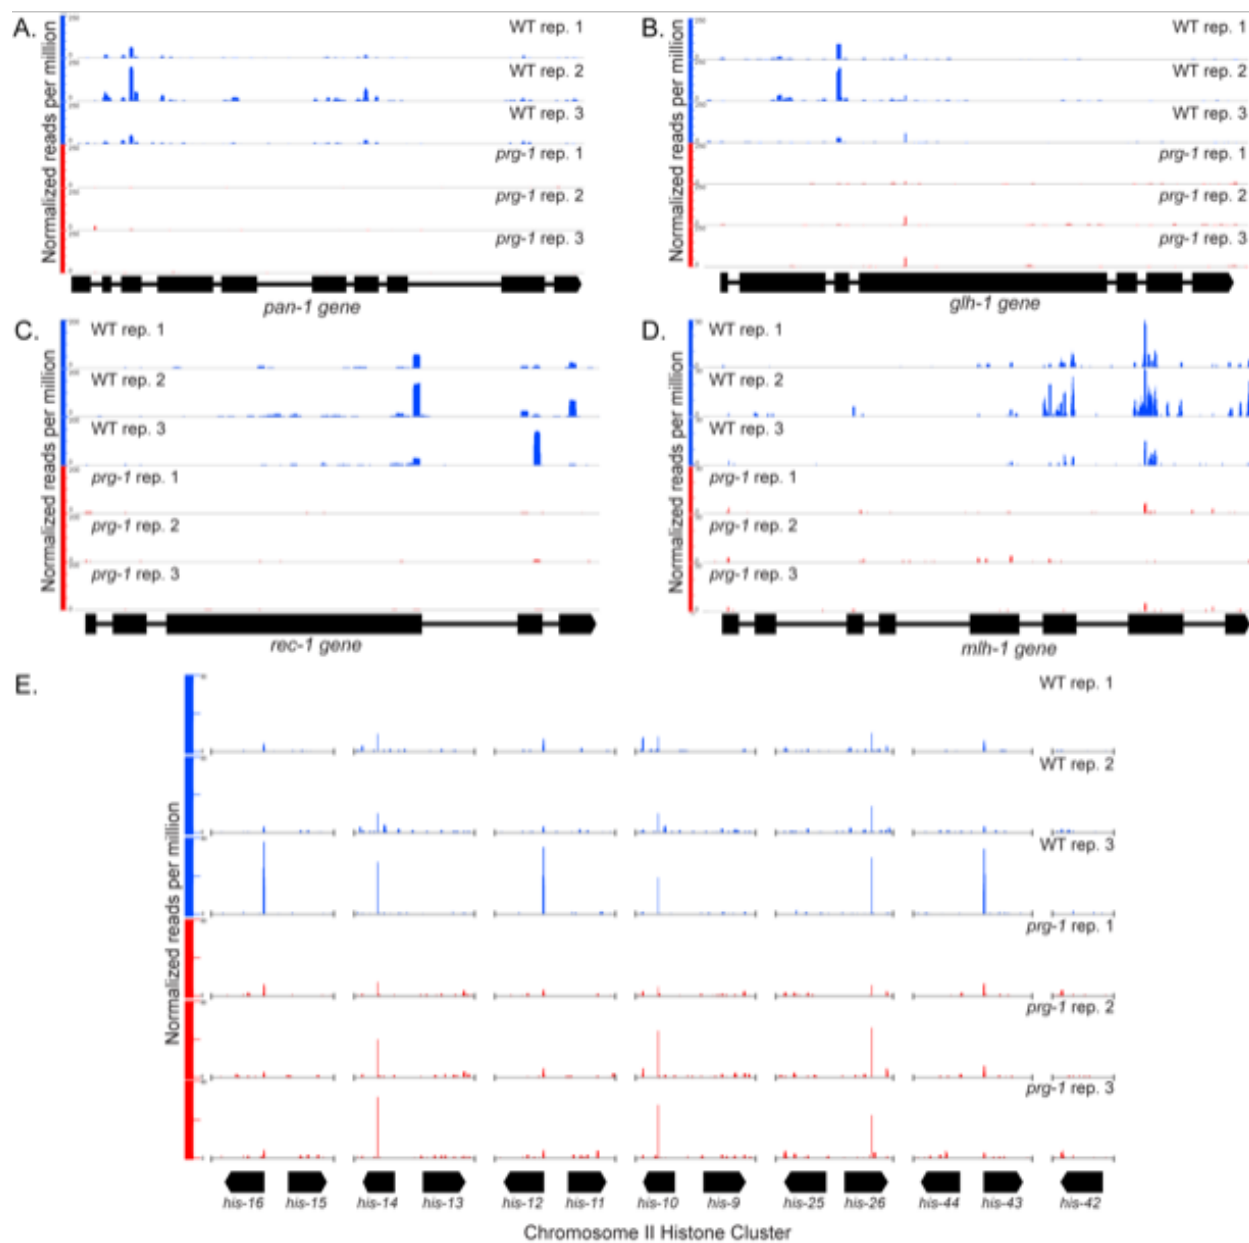 A.
Normalized reads per million
WT rep. 1
WT rep. 2
WT rep. 3
prg-1 rep. 1
prg-1 rep. 2
prg-1 rep. 3
pan-1 gene
B.
Normalized reads per million
WT rep. 1
WT rep. 2
WT rep. 3
prg-1 rep. 1
prg-1 rep. 2
prg-1 rep. 3
glh-1 gene
C.
Normalized reads per million
WT rep. 1
WT rep. 2
WT rep. 3
prg-1 rep. 1
prg-1 rep. 2
prg-1 rep. 3
rec-1 gene
D.
Normalized reads per million
WT rep. 1
WT rep. 2
WT rep. 3
prg-1 rep. 1
prg-1 rep. 2
prg-1 rep. 3
mlh-1 gene
E.
Normalized reads per million
WT rep. 1
WT rep. 2
WT rep. 3
prg-1 rep. 1
prg-1 rep. 2
prg-1 rep. 3
his-16 his-15 his-14 his-13 his-12 his-11 his-10 his-9 his-25 his-26 his-44 his-43 his-42
Chromosome II Histone Cluster